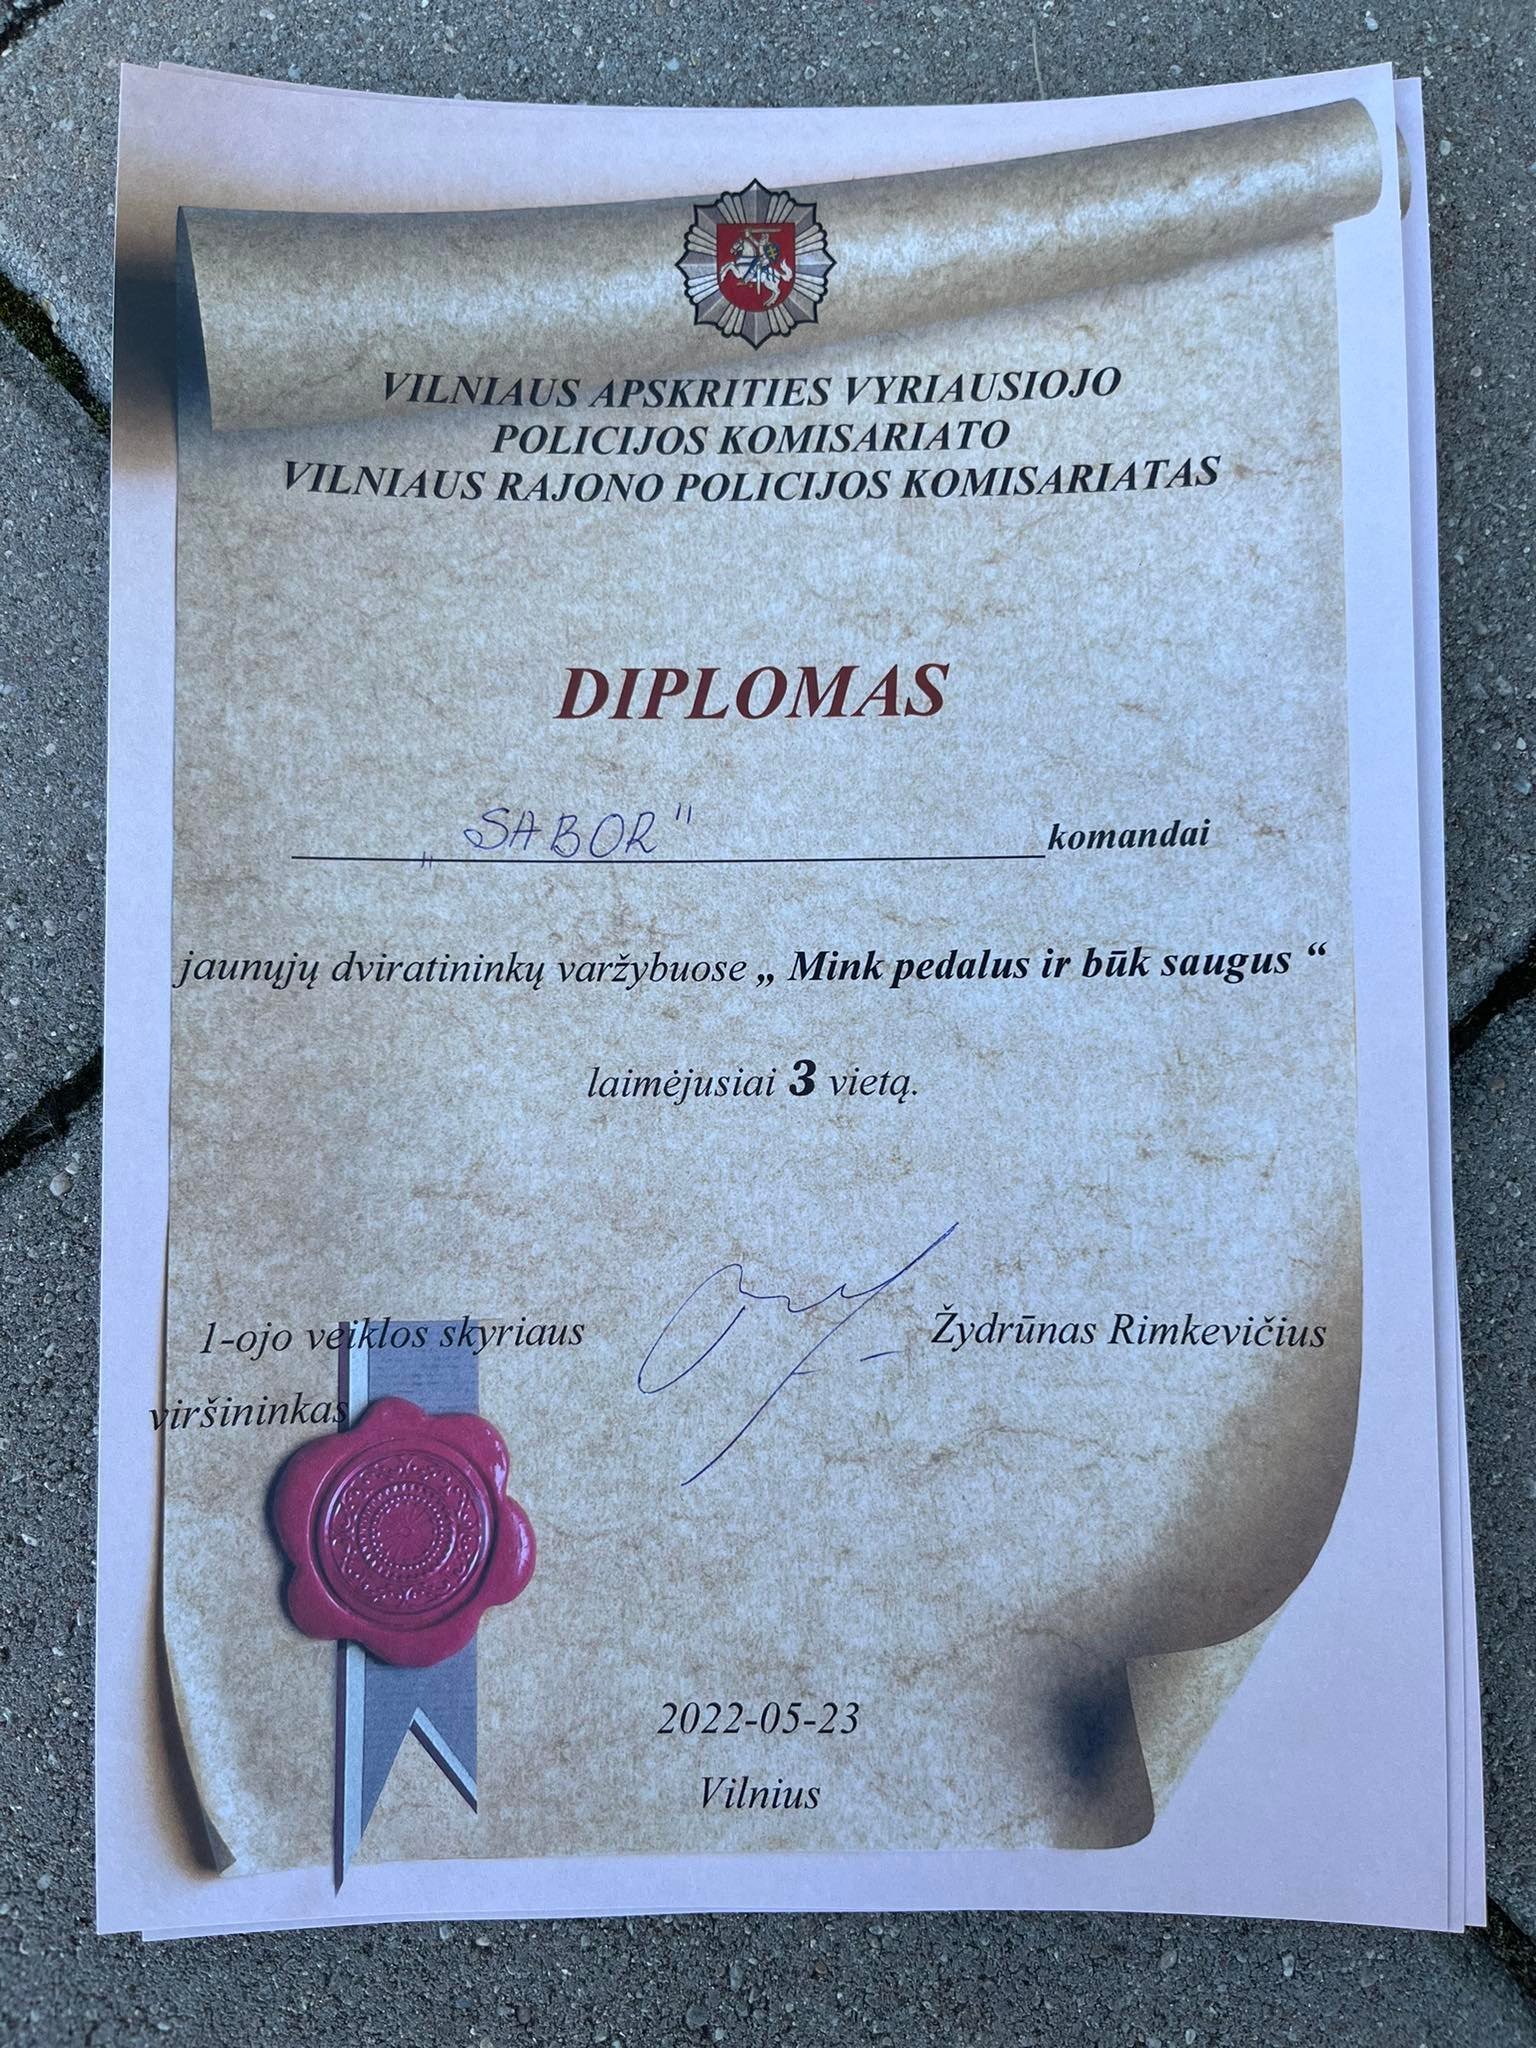 VILNIAUS APSKRITIES VYRIAUSIOJO
POLICIJOS KOMISARIATO
VILNIAUS RAJONO POLICIJOS KOMISARIATAS
DIPLOMAS
„SABOR" komandai
jaunųjų dviratininkų varžybuose „ Mink pedalus ir būk saugus “
laimėjusiai 3 vietą.
1-ojo veiklos skyriaus Žydrūnas Rimkevičius
viršininkas
2022-05-23
Vilnius